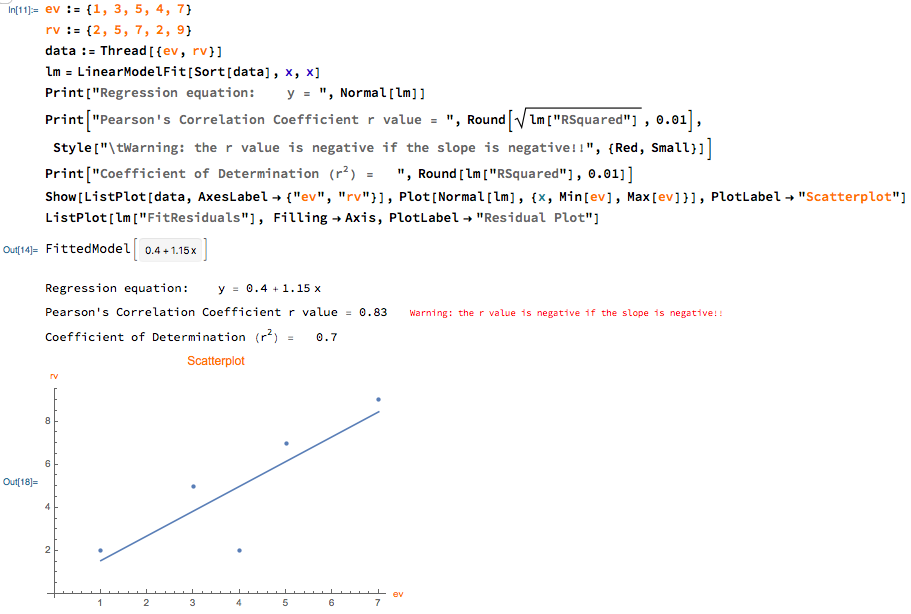 In[11]:= ev := {1, 3, 5, 4, 7}
rv := {2, 5, 7, 2, 9}
data := Thread[{ev, rv}]
lm = LinearModelFit[Sort[data], x, x]
Print["Regression equation:    y = ", Normal[lm]]
Print["Pearson's Correlation Coefficient r value = ", Round[√lm["RSquared"], 0.01],
Style["\tWarning: the r value is negative if the slope is negative!!", {Red, Small}]]
Print["Coefficient of Determination (r²) =   ", Round[lm["RSquared"], 0.01]]
Show[ListPlot[data, AxesLabel → {"ev", "rv"}], Plot[Normal[lm], {x, Min[ev], Max[ev]}], PlotLabel → "Scatterplot"]
ListPlot[lm["FitResiduals"], Filling → Axis, PlotLabel → "Residual Plot"]
Out[14]= FittedModel[0.4 + 1.15 x]
Regression equation:    y = 0.4 + 1.15 x
Pearson's Correlation Coefficient r value = 0.83   Warning: the r value is negative if the slope is negative!!
Coefficient of Determination (r²) =   0.7
Scatterplot
rv
8
6
Out[18]=
4
2
ev
1 2 3 4 5 6 7